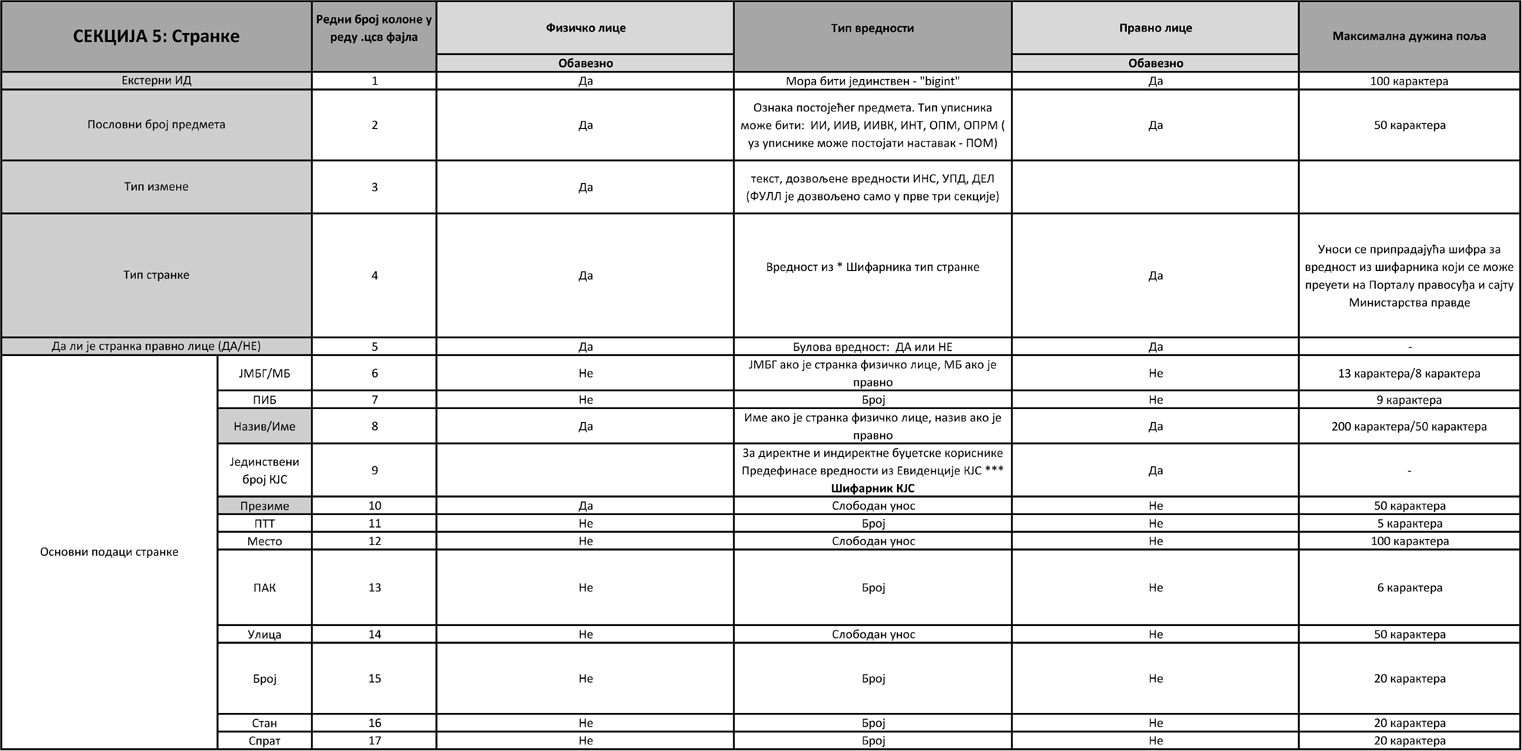 СЕКЦИЈА 5: Странке
Редни број колоне у
реду .цсв фајла
Физичко лице
Обавезно
Тип вредности
Правно лице
Обавезно
Максимална дужина поља
Екстерни ИД
1
Да
Мора бити јединствен - "bigint"
Да
100 карактера
Пословни број предмета
2
Да
Ознака постојећег предмета. Тип уписника
може бити:  ИИ, ИИВ, ИИВК, ИНТ, ОПМ, ОПРМ (
уз уписнике може постојати наставак - ПОМ)
Да
50 карактера
Тип измене
3
Да
текст, дозвољене вредности ИНС, УПД, ДЕЛ
(ФУЛЛ је дозвољено само у прве три секције)
Тип странке
4
Да
Вредност из * Шифарника тип странке
Да
Уноси се припрадајућа шифра за
вредност из шифарника који се може
преуети на Порталу правосуђа и сајту
Министарства правде
Да ли је странка правно лице (ДА/НЕ)
5
Да
Булова вредност:  ДА или НЕ
Да
-
Основни подаци странке
ЈМБГ/МБ
6
Не
ЈМБГ ако је странка физичко лице, МБ ако је
правно
Не
13 карактера/8 карактера
ПИБ
7
Не
Број
Не
9 карактера
Назив/Име
8
Да
Име ако је странка физичко лице, назив ако је
правно
Да
200 карактера/50 карактера
Јединствени
број КЈС
9
За директне и индиректне буџетске кориснике
Предефинасе вредности из Евиденције КЈС ***
Шифарник КЈС
Да
-
Презиме
10
Да
Слободан унос
Не
50 карактера
ПТТ
11
Не
Број
Не
5 карактера
Место
12
Не
Слободан унос
Не
100 карактера
ПАК
13
Не
Број
Не
6 карактера
Улица
14
Не
Слободан унос
Не
50 карактера
Број
15
Не
Број
Не
20 карактера
Стан
16
Не
Број
Не
20 карактера
Спрат
17
Не
Број
Не
20 карактера